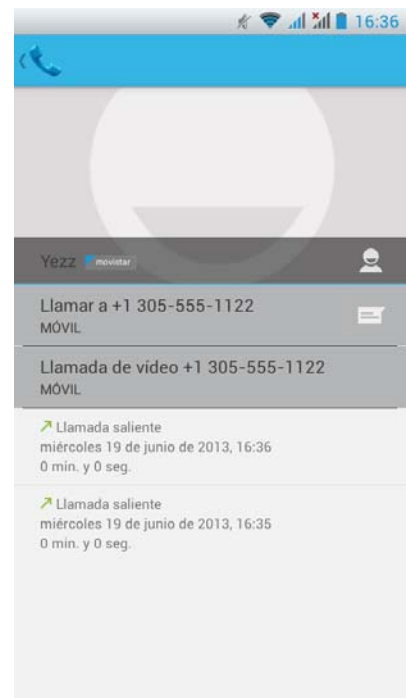 16:36
Yezz movistar
Llamar a +1 305-555-1122
MÓVIL
Llamada de vídeo +1 305-555-1122
MÓVIL
Llamada saliente
miércoles 19 de junio de 2013, 16:36
0 min. y 0 seg.
Llamada saliente
miércoles 19 de junio de 2013, 16:35
0 min. y 0 seg.